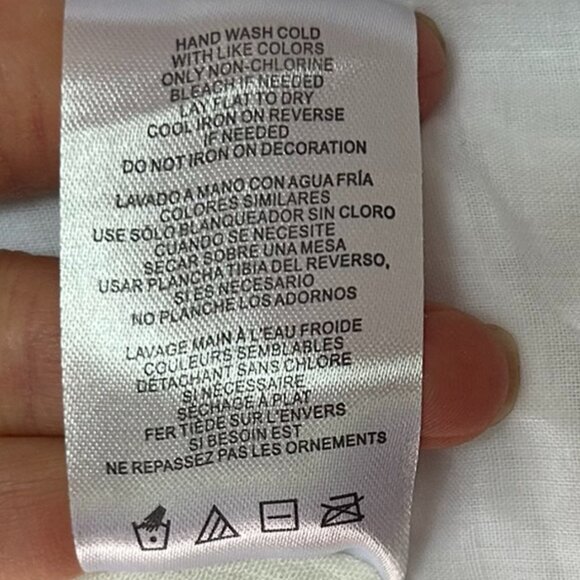 HAND WASH COLD
WITH LIKE COLORS
ONLY NON-CHLORINE
BLEACH IF NEEDED
LAY FLAT TO DRY
COOL IRON ON REVERSE
IF NEEDED
DO NOT IRON ON DECORATION
LAVADO A MANO CON AGUA FRÍA
COLORES SIMILARES
USE SÓLO BLANQUEADOR SIN CLORO
CUANDO SE NECESITE
SECAR SOBRE UNA MESA
USAR PLANCHA TIBIA DEL REVERSO,
SI ES NECESARIO
NO PLANCHE LOS ADORNOS
LAVAGE MAIN À L'EAU FROIDE
COULEURS SEMBLABLES
DÉTACHANT SANS CHLORE
SI NÉCESSAIRE
SÉCHAGE À PLAT
FER TIÈDE SUR L'ENVERS
SI BESOIN EST
NE REPASSEZ PAS LES ORNEMENTS